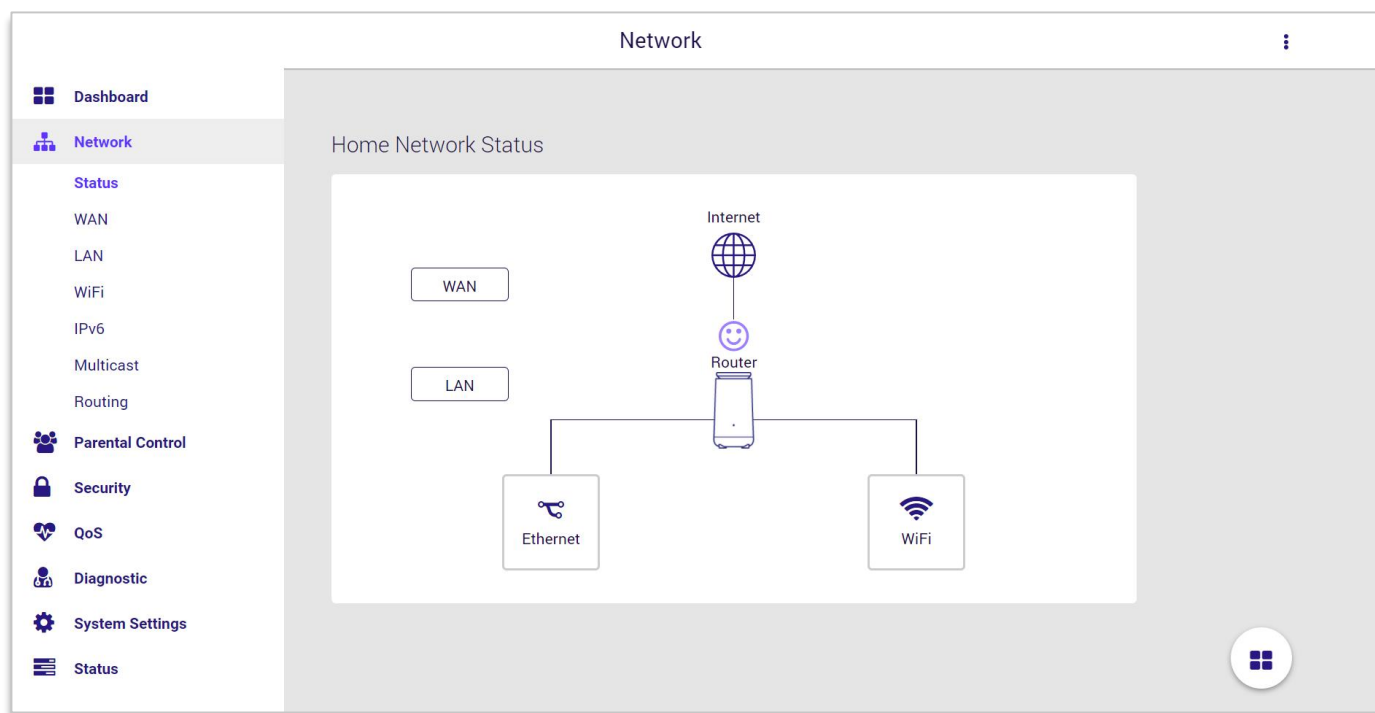 Network
Dashboard
Network
Status
WAN
LAN
WiFi
IPv6
Multicast
Routing
Parental Control
Security
QoS
Diagnostic
System Settings
Status
Home Network Status
Internet
WAN
Router
LAN
Ethernet
WiFi